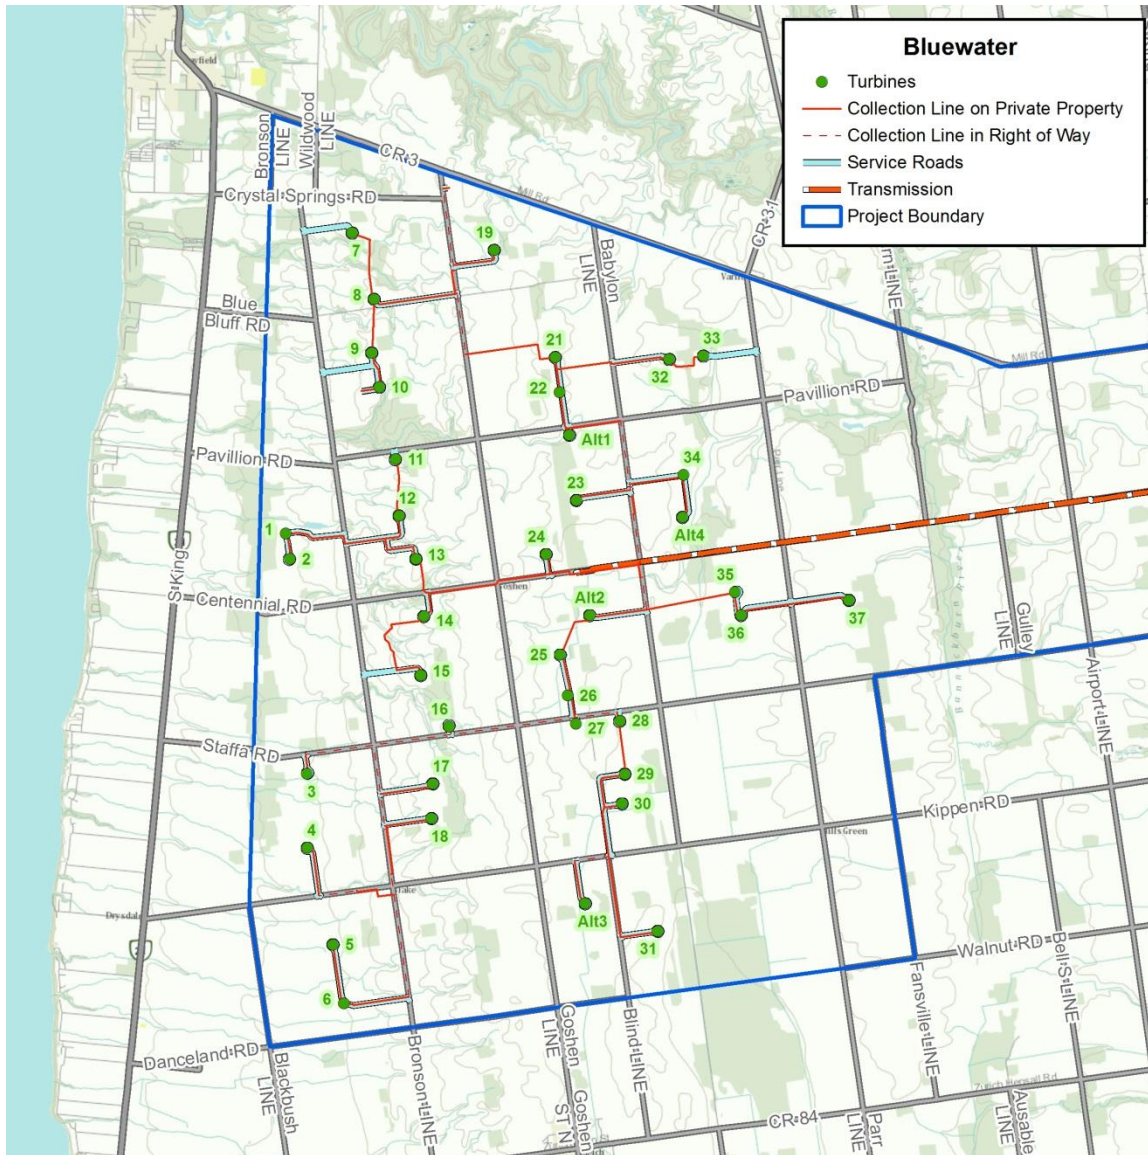 Bluewater
Turbines
Collection Line on Private Property
Collection Line in Right of Way
Service Roads
Transmission
Project Boundary
Bronson
LINE
Wildwood
LINE
CR 3
Mill Rd
Crystal Springs RD
CR 31
7
19
Babylon
LINE
8
Blue
Bluff RD
9
10
21
22
32
33
Mill Rd
Pavillion RD
Pavillion RD
Alt1
11
34
23
12
1
2
13
24
Alt4
S King
Centennial RD
14
Alt2
35
36
37
Gulley
LINE
25
15
26
16
27
28
Airport LINE
Staffa RD
3
17
29
30
18
4
Kippen RD
Drysdale
Alt3
31
5
6
Walnut RD
Bell S LINE
Fansville LINE
Danceland RD
Blackbush
LINE
Bronson LINE
Goshen
LINE
Blind LINE
Goshen
ST N
Zurich Hensall Rd
CR 84
Parr
LINE
Ausable
LINE